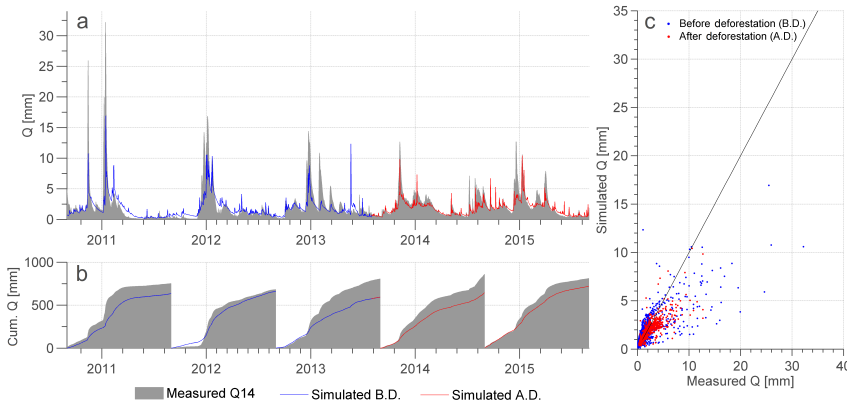 a
Q [mm]
30
25
20
15
10
5
0
2011 2012 2013 2014 2015
b
Cum. Q [mm]
1000
500
0
2011 2012 2013 2014 2015
Measured Q14 Simulated B.D. Simulated A.D.
c
Before deforestation (B.D.)
After deforestation (A.D.)
Simulated Q [mm]
35
30
25
20
15
10
5
0
0 10 20 30 40
Measured Q [mm]